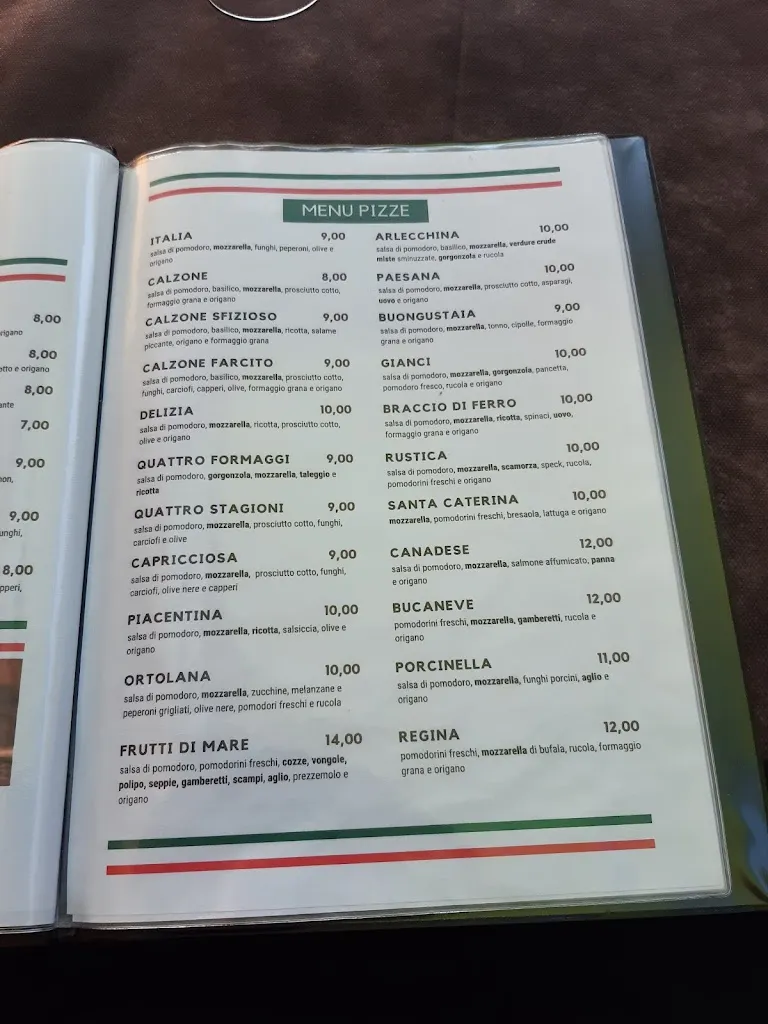 8,00
rigano
8,00
otto e origano
8,00
ante
7,00
9,00
non,
9,00
unghi,
8,00
pperi,
MENU PIZZE
ITALIA 9,00
salsa di pomodoro, mozzarella, funghi, peperoni, olive e
origano
CALZONE 8,00
salsa di pomodoro, basilico, mozzarella, prosciutto cotto,
formaggio grana e origano
CALZONE SFIZIOSO 9,00
salsa di pomodoro, basilico, mozzarella, ricotta, salame
piccante, origano e formaggio grana
CALZONE FARCITO 9,00
salsa di pomodoro, basilico, mozzarella, prosciutto cotto,
funghi, carciofi, capperi, olive, formaggio grana e origano
DELIZIA 10,00
salsa di pomodoro, mozzarella, ricotta, prosciutto cotto,
olive e origano
QUATTRO FORMAGGI 9,00
salsa di pomodoro, gorgonzola, mozzarella, taleggio e
ricotta
QUATTRO STAGIONI 9,00
salsa di pomodoro, mozzarella, prosciutto cotto, funghi,
carciofi e olive
CAPRICCIOSA 9,00
salsa di pomodoro, mozzarella, prosciutto cotto, funghi,
carciofi, olive nere e capperi
PIACENTINA 10,00
salsa di pomodoro, mozzarella, ricotta, salsiccia, olive e
origano
ORTOLANA 10,00
salsa di pomodoro, mozzarella, zucchine, melanzane e
peperoni grigliati, olive nere, pomodori freschi e rucola
FRUTTI DI MARE 14,00
salsa di pomodoro, pomodorini freschi, cozze, vongole,
polipo, seppie, gamberetti, scampi, aglio, prezzemolo e
origano
ARLECCHINA 10,00
salsa di pomodoro, basilico, mozzarella, verdure crude
miste sminuzzate, gorgonzola e rucola
PAESANA 10,00
salsa di pomodoro, mozzarella, prosciutto cotto, asparagi,
uovo e origano
BUONGUSTAIA 9,00
salsa di pomodoro, mozzarella, tonno, cipolle, formaggio
grana e origano
GIANCI 10,00
salsa di pomodoro, mozzarella, gorgonzola, pancetta,
pomodoro fresco, rucola e origano
BRACCIO DI FERRO 10,00
salsa di pomodoro, mozzarella, ricotta, spinaci, uovo,
formaggio grana e origano
RUSTICA 10,00
salsa di pomodoro, mozzarella, scamorza, speck, rucola,
pomodorini freschi e origano
SANTA CATERINA 10,00
mozzarella, pomodorini freschi, bresaola, lattuga e origano
CANADESE 12,00
salsa di pomodoro, mozzarella, salmone affumicato, panna
e origano
BUCANEVE 12,00
pomodorini freschi, mozzarella, gamberetti, rucola e
origano
PORCINELLA 11,00
salsa di pomodoro, mozzarella, funghi porcini, aglio e
origano
REGINA 12,00
pomodorini freschi, mozzarella di bufala, rucola, formaggio
grana e origano